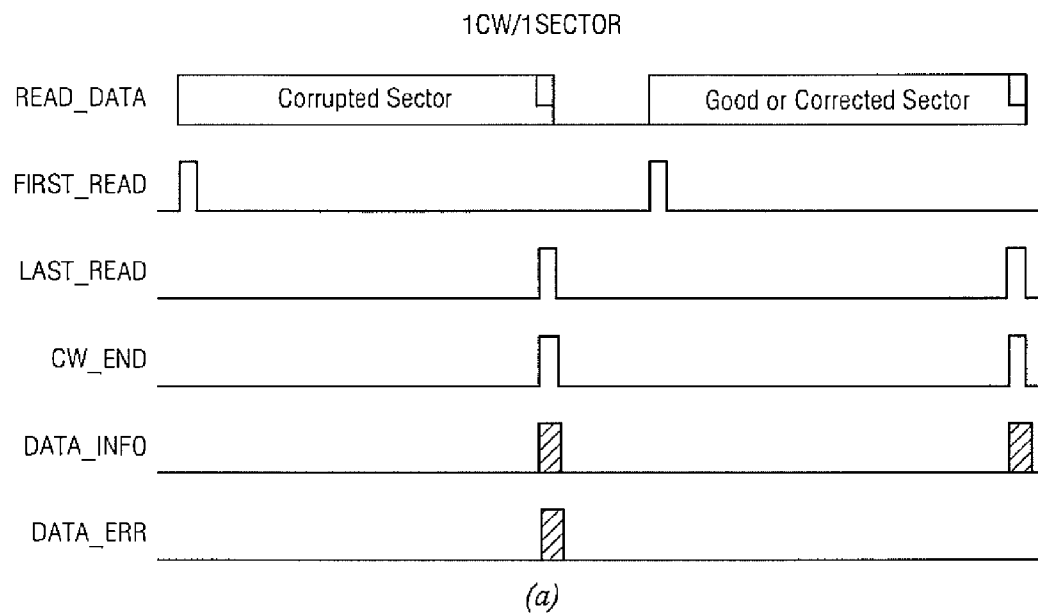 1CW/1SECTOR
READ_DATA
Corrupted Sector
Good or Corrected Sector
FIRST_READ
LAST_READ
CW_END
DATA_INFO
DATA_ERR
(a)